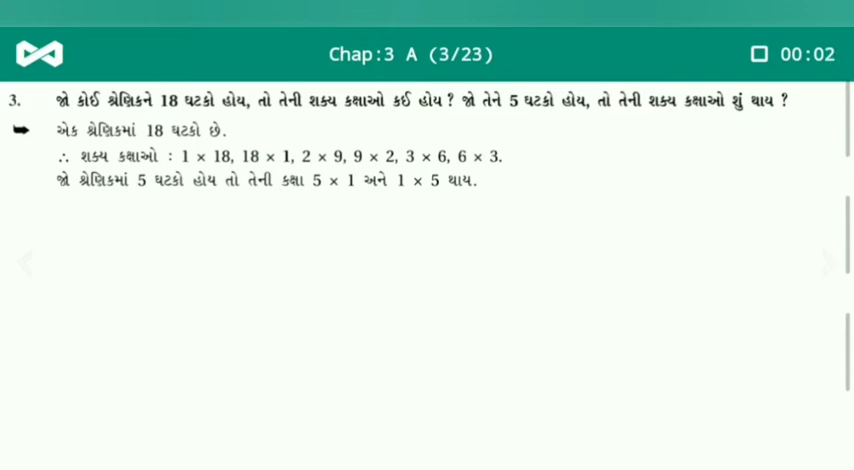 Chap:3 A (3/23)
00:02
3. જો કોઈ શ્રેણિકને 18 ઘટકો હોય, તો તેની શક્ય કક્ષાઓ કઈ હોય ? જો તેને 5 ઘટકો હોય, તો તેની શક્ય કક્ષાઓ શું થાય ?
➥ એક શ્રેણિકમાં 18 ઘટકો છે.
∴ શક્ય કક્ષાઓ : 1 × 18, 18 × 1, 2 × 9, 9 × 2, 3 × 6, 6 × 3.
જો શ્રેણિકમાં 5 ઘટકો હોય તો તેની કક્ષા 5 × 1 અને 1 × 5 થાય.